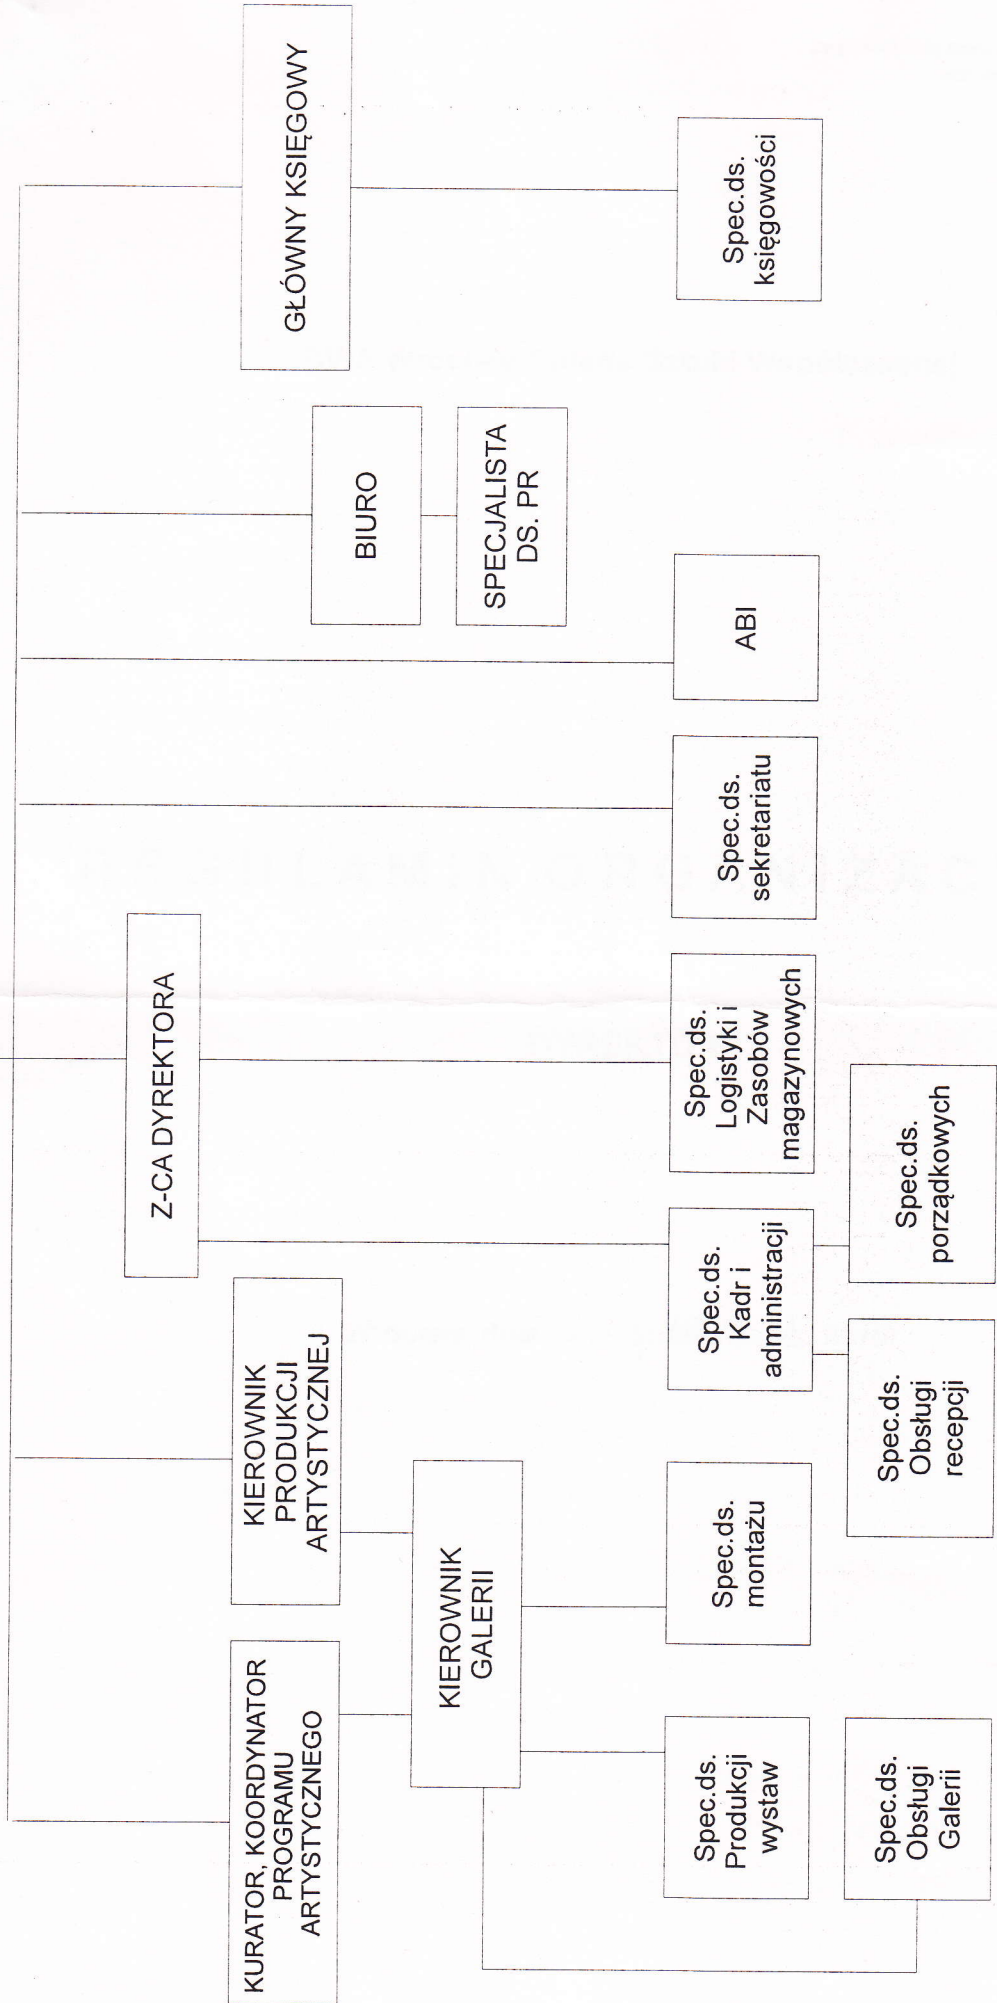 Z-CA DYREKTORA
KURATOR, KOORDYNATOR
PROGRAMU
ARTYSTYCZNEGO
KIEROWNIK
PRODUKCJI
ARTYSTYCZNEJ
GŁÓWNY KSIĘGOWY
BIURO
SPECJALISTA
DS. PR
KIEROWNIK
GALERII
Spec.ds.
Produkcji
wystaw
Spec.ds.
montażu
Spec.ds.
Kadr i
administracji
Spec.ds.
Logistyki i
Zasobów
magazynowych
Spec.ds.
sekretariatu
ABI
Spec.ds.
księgowości
Spec.ds.
Obsługi
Galerii
Spec.ds.
Obsługi
recepcji
Spec.ds.
porządkowych